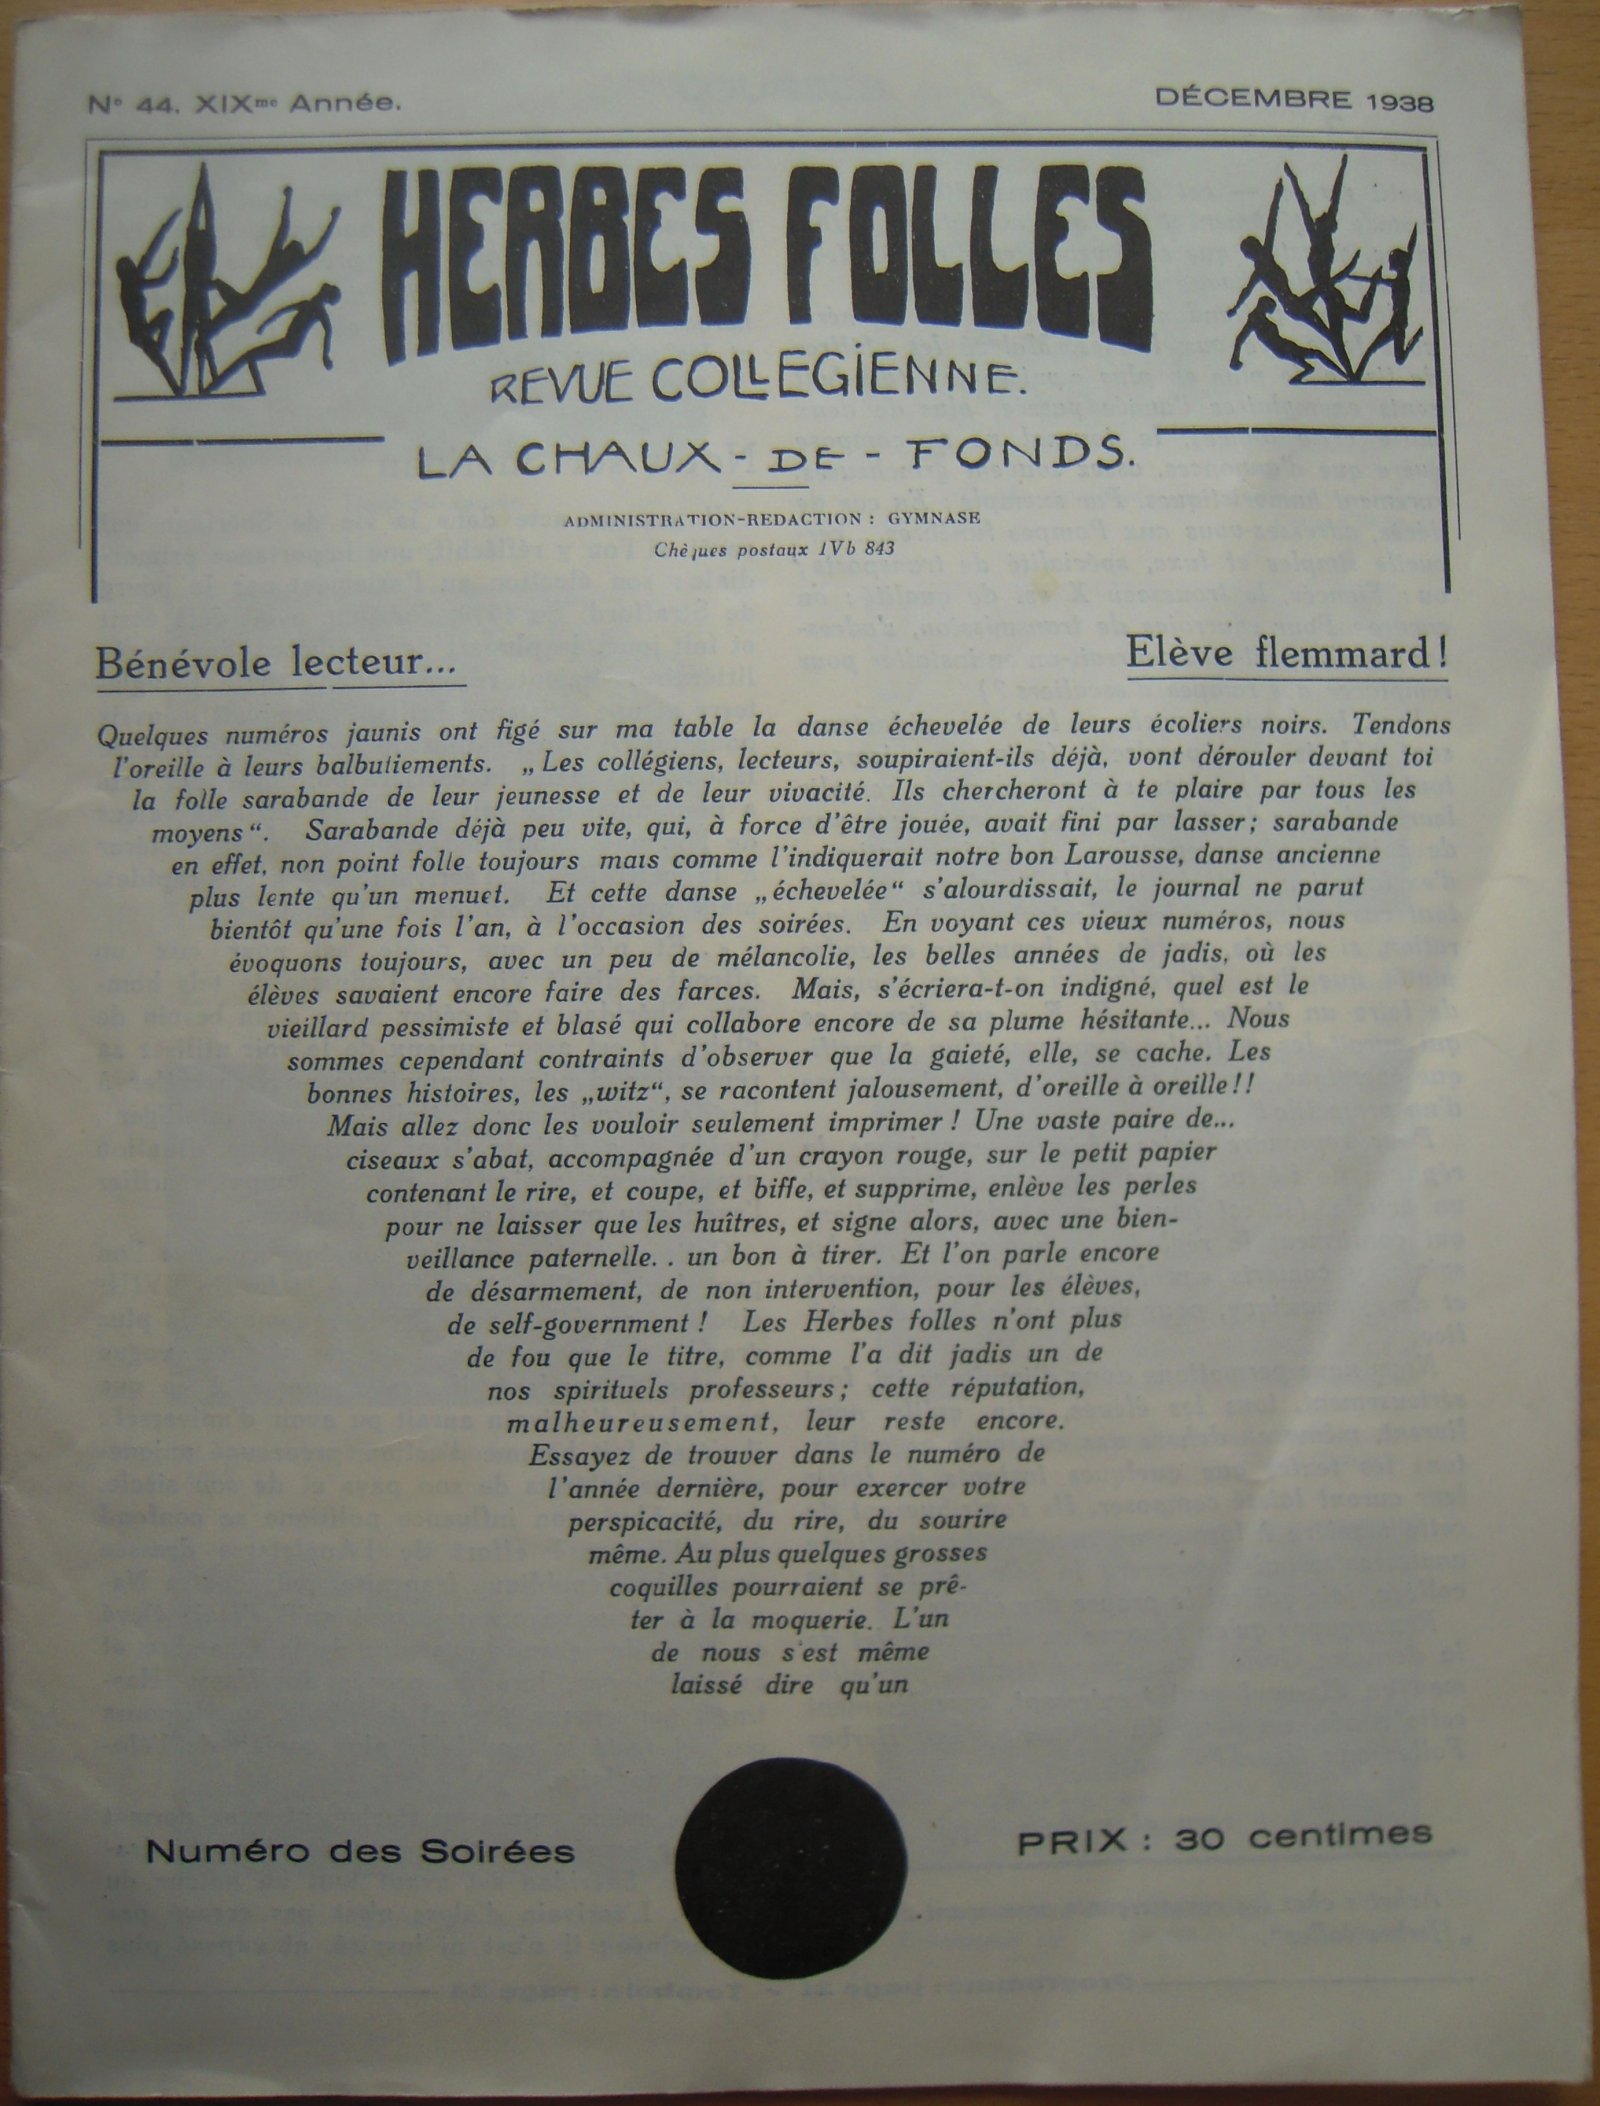 Nº 44. XIXme Année.
DÉCEMBRE 1938
HERBES FOLLES
REVUE COLLEGIENNE.
LA CHAUX-DE-FONDS.
ADMINISTRATION-REDACTION : GYMNASE
Chèques postaux IVb 843
Bénévole lecteur...
Elève flemmard!
Quelques numéros jaunis ont figé sur ma table la danse échevelée de leurs écoliers noirs. Tendons
l'oreille à leurs balbutiements. „Les collégiens, lecteurs, soupiraient-ils déjà, vont dérouler devant toi
la folle sarabande de leur jeunesse et de leur vivacité. Ils chercheront à te plaire par tous les
moyens“. Sarabande déjà peu vite, qui, à force d'être jouée, avait fini par lasser; sarabande
en effet, non point folle toujours mais comme l'indiquerait notre bon Larousse, danse ancienne
plus lente qu'un menuet. Et cette danse „échevelée“ s'alourdissait, le journal ne parut
bientôt qu'une fois l'an, à l'occasion des soirées. En voyant ces vieux numéros, nous
évoquons toujours, avec un peu de mélancolie, les belles années de jadis, où les
élèves savaient encore faire des farces. Mais, s'écriera-t-on indigné, quel est le
vieillard pessimiste et blasé qui collabore encore de sa plume hésitante... Nous
sommes cependant contraints d'observer que la gaieté, elle, se cache. Les
bonnes histoires, les „witz“, se racontent jalousement, d'oreille à oreille!!
Mais allez donc les vouloir seulement imprimer! Une vaste paire de...
ciseaux s'abat, accompagnée d'un crayon rouge, sur le petit papier
contenant le rire, et coupe, et biffe, et supprime, enlève les perles
pour ne laisser que les huîtres, et signe alors, avec une bien-
veillance paternelle. . un bon à tirer. Et l'on parle encore
de désarmement, de non intervention, pour les élèves,
de self-government! Les Herbes folles n'ont plus
de fou que le titre, comme l'a dit jadis un de
nos spirituels professeurs; cette réputation,
malheureusement, leur reste encore.
Essayez de trouver dans le numéro de
l'année dernière, pour exercer votre
perspicacité, du rire, du sourire
même. Au plus quelques grosses
coquilles pourraient se prê-
ter à la moquerie. L'un
de nous s'est même
laissé dire qu'un
Numéro des Soirées
PRIX : 30 centimes